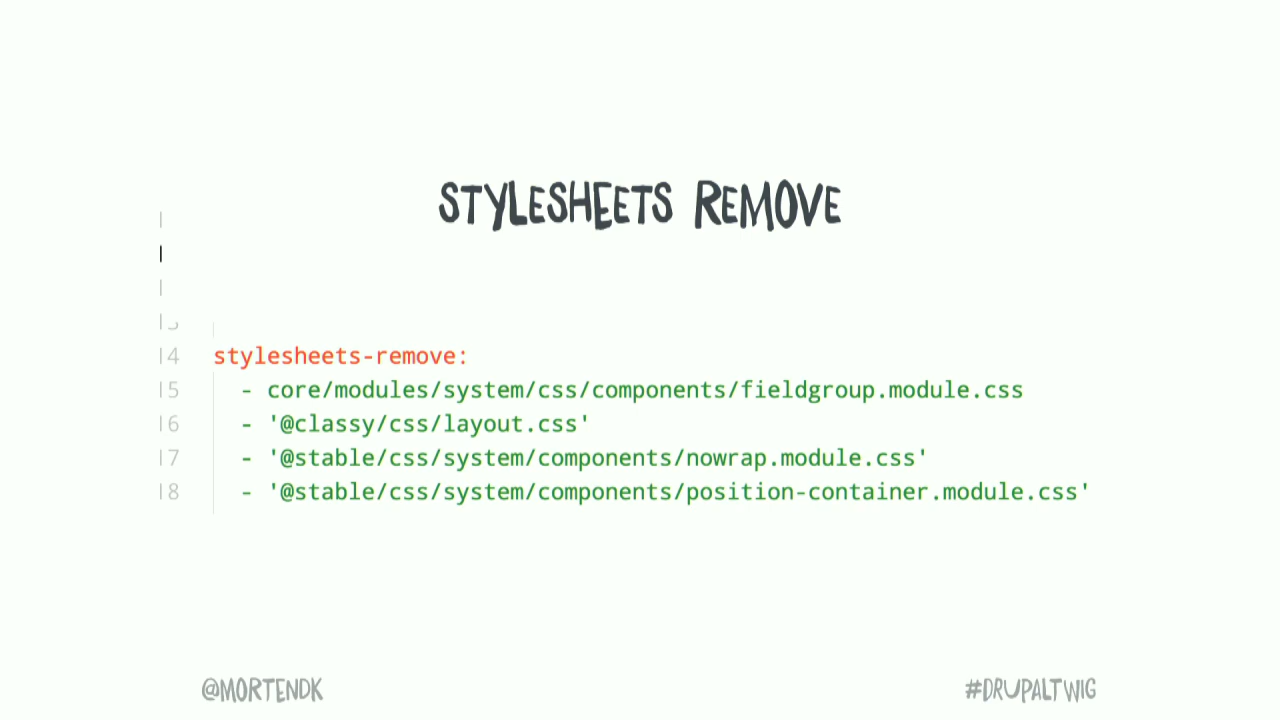 STYLESHEETS REMOVE
14 stylesheets-remove:
15 - core/modules/system/css/components/fieldgroup.module.css
16 - '@classy/css/layout.css'
17 - '@stable/css/system/components/nowrap.module.css'
18 - '@stable/css/system/components/position-container.module.css'
@MORTENDK
#DRUPALTWIG